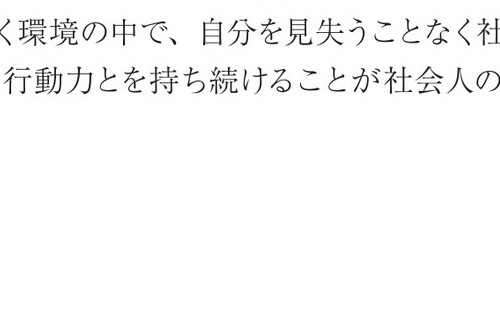 く環境の中で、自分を見失うことなく社
行動力とを持ち続けることが社会人の